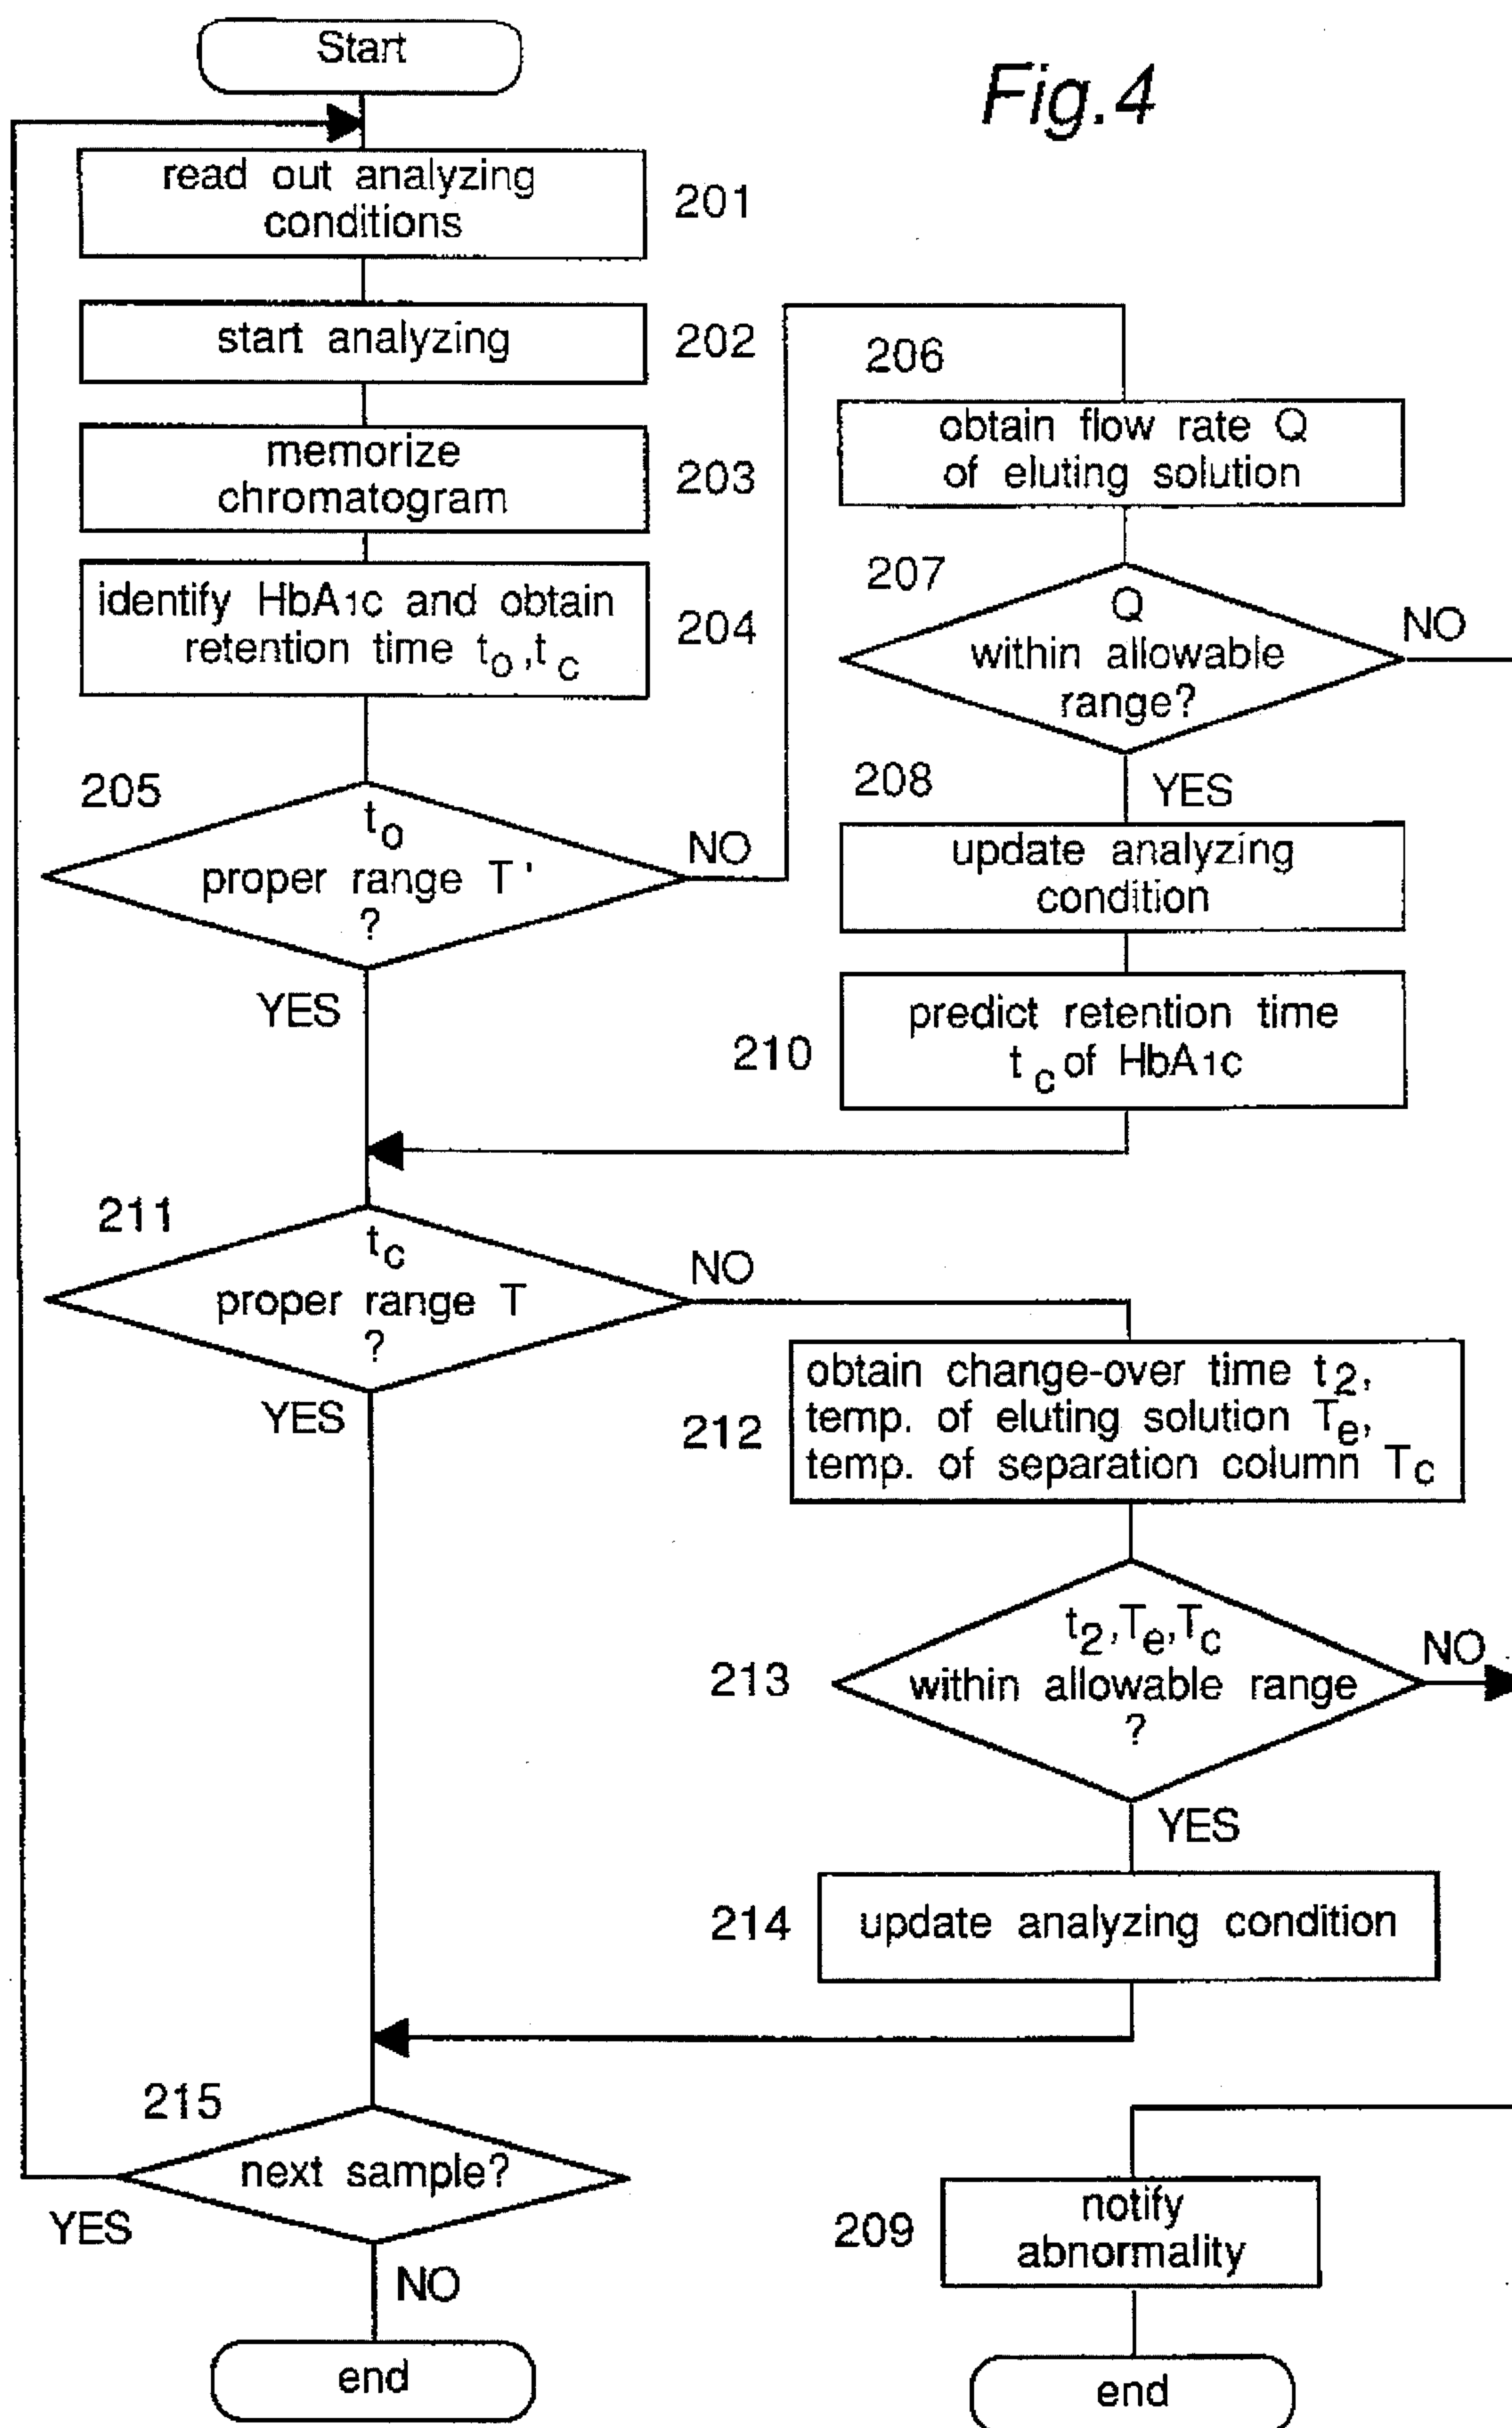 Fig.4
Start
read out analyzing
conditions
201
start analyzing
202
memorize
chromatogram
203
identify HbA1c and obtain
retention time to,tc
204
205
to
proper range T'
?
NO
YES
206
obtain flow rate Q
of eluting solution
207
Q
within allowable
range?
NO
YES
208
update analyzing
condition
210
predict retention time
tc of HbA1c
211
tc
proper range T
?
NO
YES
212
obtain change-over time t2,
temp. of eluting solution Te,
temp. of separation column Tc
213
t2,Te,Tc
within allowable range
?
NO
YES
214
update analyzing condition
215
next sample?
YES
NO
end
209
notify
abnormality
end